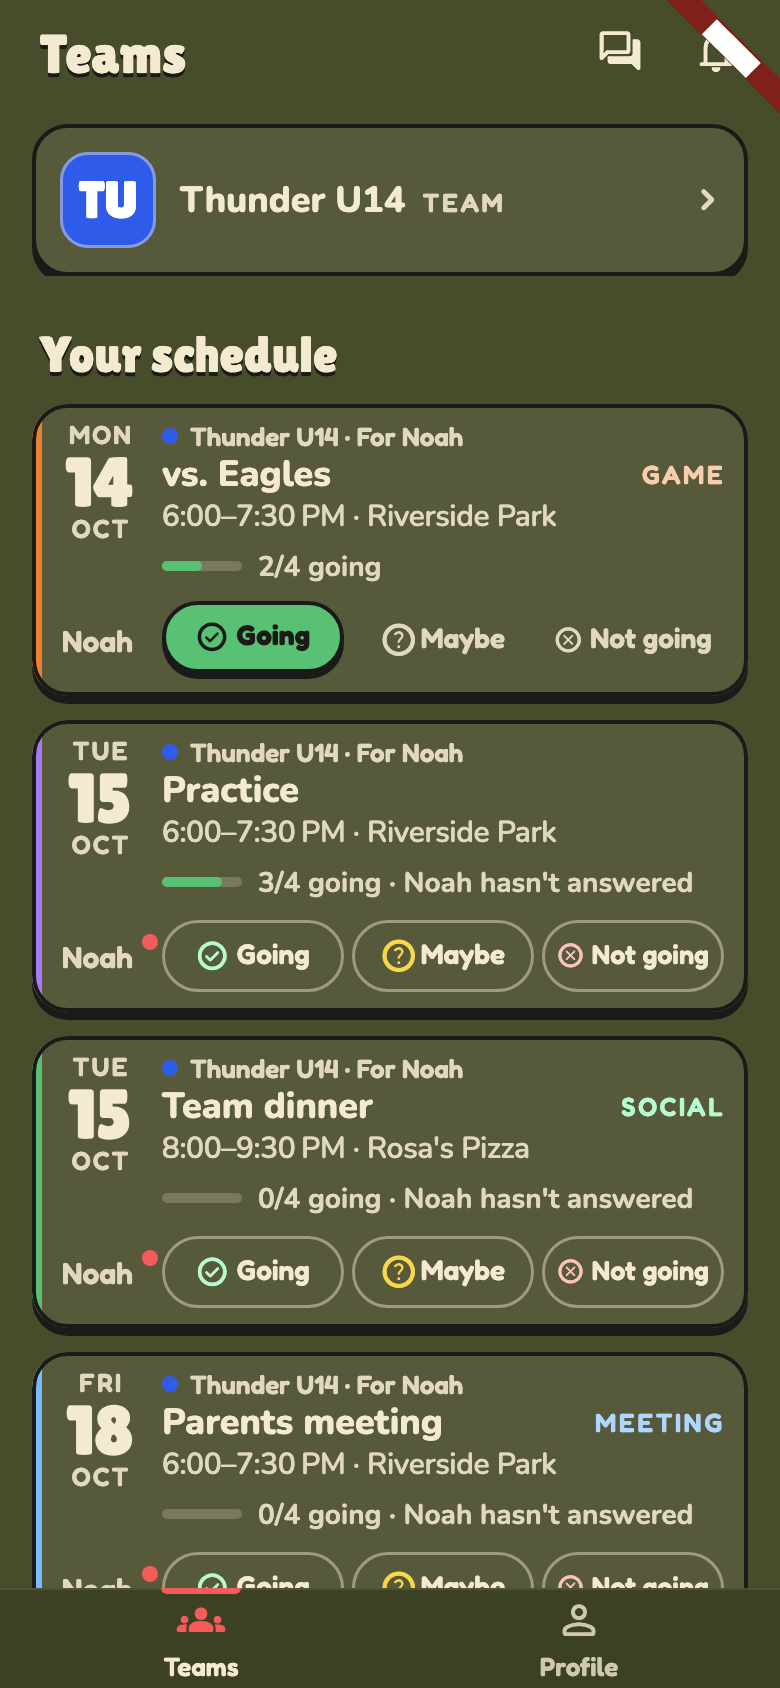 Teams
TU
Thunder U14 TEAM
Your schedule
MON
14
OCT
Thunder U14 · For Noah
vs. Eagles
GAME
6:00–7:30 PM · Riverside Park
2/4 going
Noah
Going
Maybe
Not going
TUE
15
OCT
Thunder U14 · For Noah
Practice
6:00–7:30 PM · Riverside Park
3/4 going · Noah hasn't answered
Noah
Going
Maybe
Not going
TUE
15
OCT
Thunder U14 · For Noah
Team dinner
SOCIAL
8:00–9:30 PM · Rosa's Pizza
0/4 going · Noah hasn't answered
Noah
Going
Maybe
Not going
FRI
18
OCT
Thunder U14 · For Noah
Parents meeting
MEETING
6:00–7:30 PM · Riverside Park
0/4 going · Noah hasn't answered
Noah
Going
Maybe
Not going
Teams
Profile